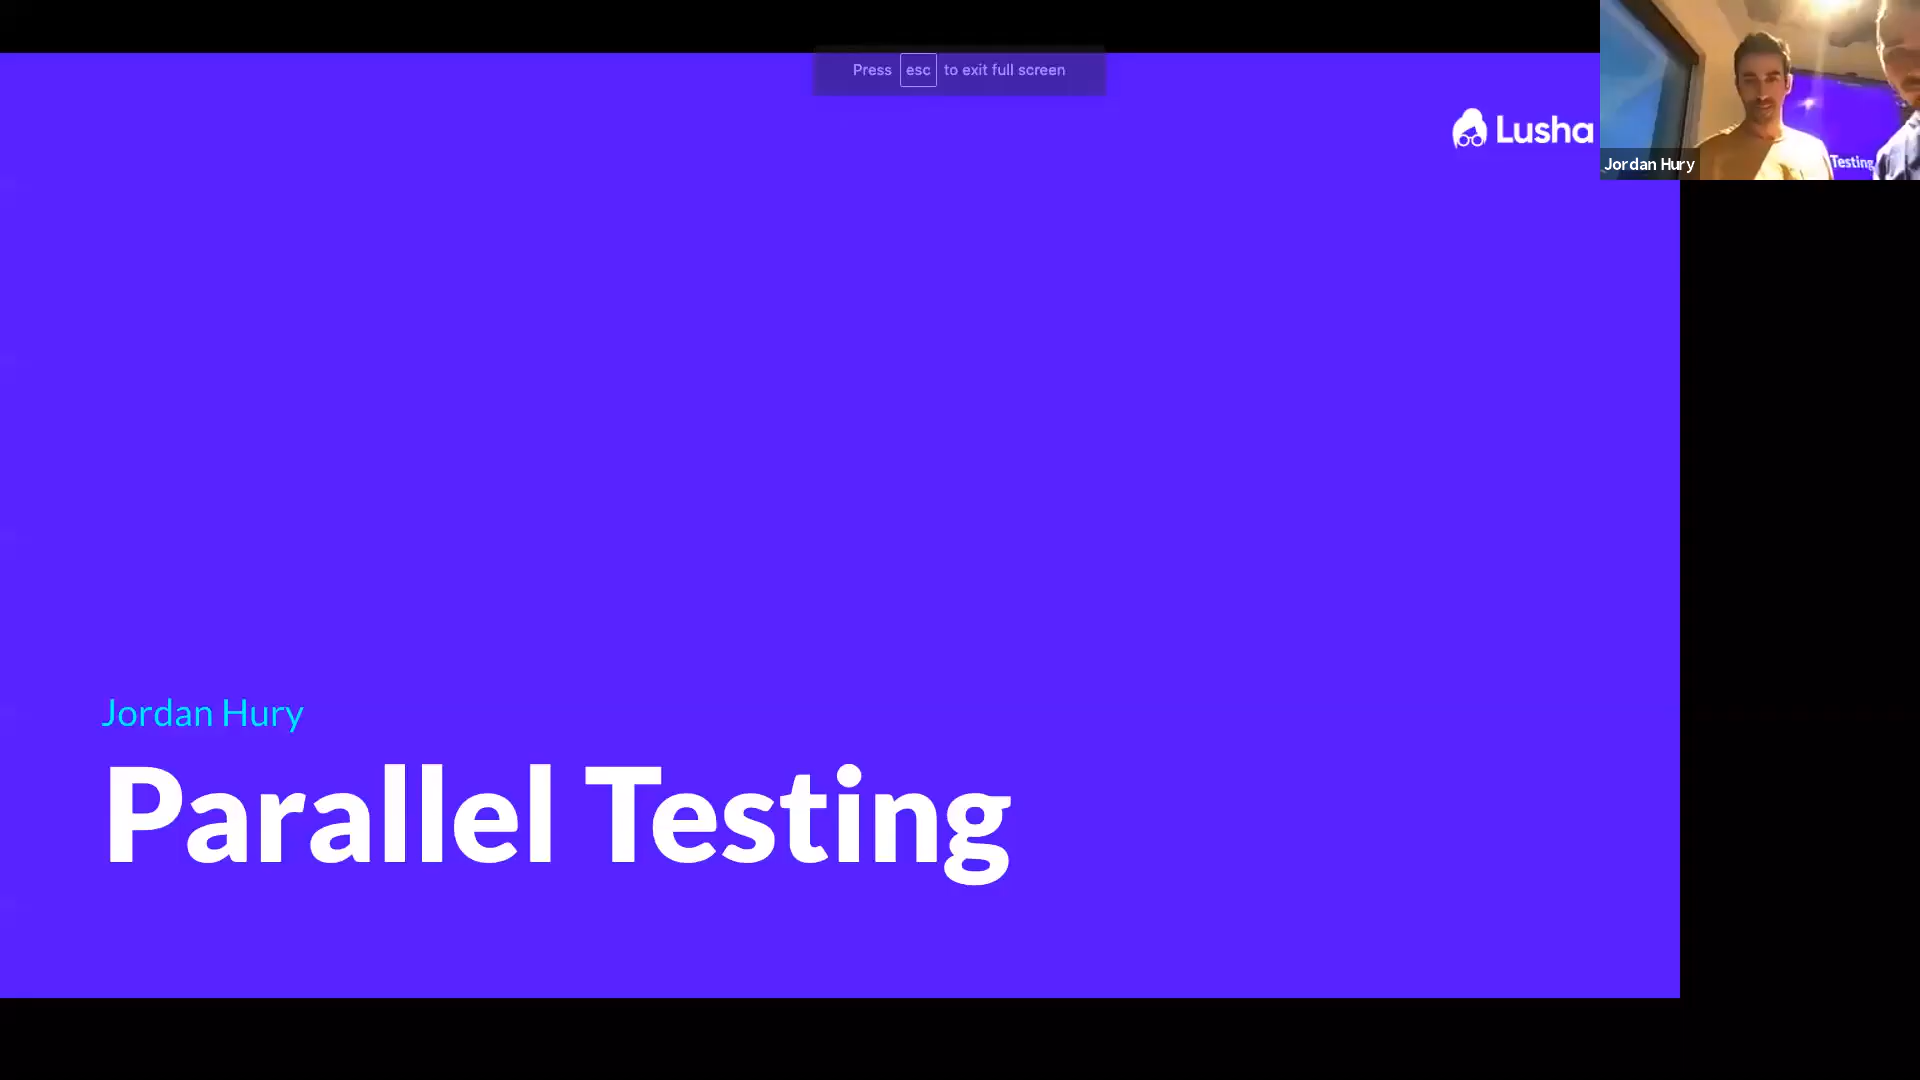 Press esc to exit full screen
Lusha
Jordan Hury
Testing
Jordan Hury
Parallel Testing